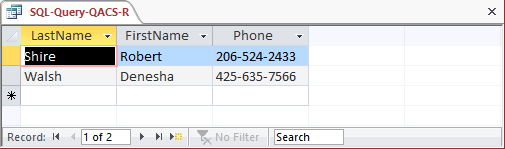 SQL-Query-QACS-R
LastName FirstName Phone
Shire Robert 206-524-2433
Walsh Denesha 425-635-7566
Record: 1 of 2 No Filter Search